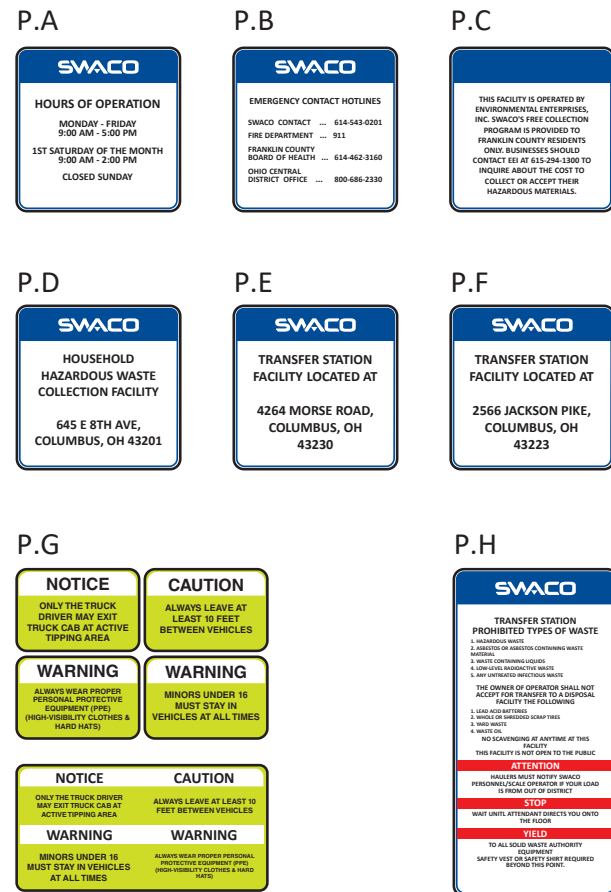 P.A
P.B
P.C
SWACO
HOURS OF OPERATION
MONDAY - FRIDAY
9:00 AM - 5:00 PM
1ST SATURDAY OF THE MONTH
9:00 AM - 2:00 PM
CLOSED SUNDAY
SWACO
EMERGENCY CONTACT HOTLINES
SWACO CONTACT ... 614-543-0201
FIRE DEPARTMENT ... 911
FRANKLIN COUNTY
BOARD OF HEALTH ... 614-462-3160
OHIO CENTRAL
DISTRICT OFFICE ... 800-686-2330
THIS FACILITY IS OPERATED BY
ENVIRONMENTAL ENTERPRISES,
INC. SWACO'S FREE COLLECTION
PROGRAM IS PROVIDED TO
FRANKLIN COUNTY RESIDENTS
ONLY. BUSINESSES SHOULD
CONTACT EEI AT 615-294-1300 TO
INQUIRE ABOUT THE COST TO
COLLECT OR ACCEPT THEIR
HAZARDOUS MATERIALS.
P.D
P.E
P.F
SWACO
HOUSEHOLD
HAZARDOUS WASTE
COLLECTION FACILITY
645 E 8TH AVE,
COLUMBUS, OH 43201
SWACO
TRANSFER STATION
FACILITY LOCATED AT
4264 MORSE ROAD,
COLUMBUS, OH
43230
SWACO
TRANSFER STATION
FACILITY LOCATED AT
2566 JACKSON PIKE,
COLUMBUS, OH
43223
P.G
NOTICE
ONLY THE TRUCK
DRIVER MAY EXIT
TRUCK CAB AT ACTIVE
TIPPING AREA
CAUTION
ALWAYS LEAVE AT
LEAST 10 FEET
BETWEEN VEHICLES
WARNING
ALWAYS WEAR PROPER
PERSONAL PROTECTIVE
EQUIPMENT (PPE)
(HIGH-VISIBILITY CLOTHES &
HARD HATS)
WARNING
MINORS UNDER 16
MUST STAY IN
VEHICLES AT ALL TIMES
NOTICE
ONLY THE TRUCK DRIVER
MAY EXIT TRUCK CAB AT
ACTIVE TIPPING AREA
CAUTION
ALWAYS LEAVE AT LEAST 10
FEET BETWEEN VEHICLES
WARNING
MINORS UNDER 16
MUST STAY IN VEHICLES
AT ALL TIMES
WARNING
ALWAYS WEAR PROPER PERSONAL
PROTECTIVE EQUIPMENT (PPE)
(HIGH-VISIBILITY CLOTHES & HARD
HATS)
P.H
SWACO
TRANSFER STATION
PROHIBITED TYPES OF WASTE
1. HAZARDOUS WASTE
2. ASBESTOS OR ASBESTOS CONTAINING WASTE
MATERIAL
3. WASTE CONTAINING LIQUIDS
4. LOW-LEVEL RADIOACTIVE WASTE
5. ANY UNTREATED INFECTIOUS WASTE
THE OWNER OF OPERATOR SHALL NOT
ACCEPT FOR TRANSFER TO A DISPOSAL
FACILITY THE FOLLOWING
1. LEAD ACID BATTERIES
2. WHOLE OR SHREDDED SCRAP TIRES
3. YARD WASTE
4. WASTE OIL
NO SCAVENGING AT ANYTIME AT THIS
FACILITY
THIS FACILITY IS NOT OPEN TO THE PUBLIC
ATTENTION
HAULERS MUST NOTIFY SWACO
PERSONNEL/SCALE OPERATOR IF YOUR LOAD
IS FROM OUT OF DISTRICT
STOP
WAIT UNITL ATTENDANT DIRECTS YOU ONTO
THE FLOOR
YIELD
TO ALL SOLID WASTE AUTHORITY
EQUIPMENT
SAFETY VEST OR SAFETY SHIRT REQUIRED
BEYOND THIS POINT.